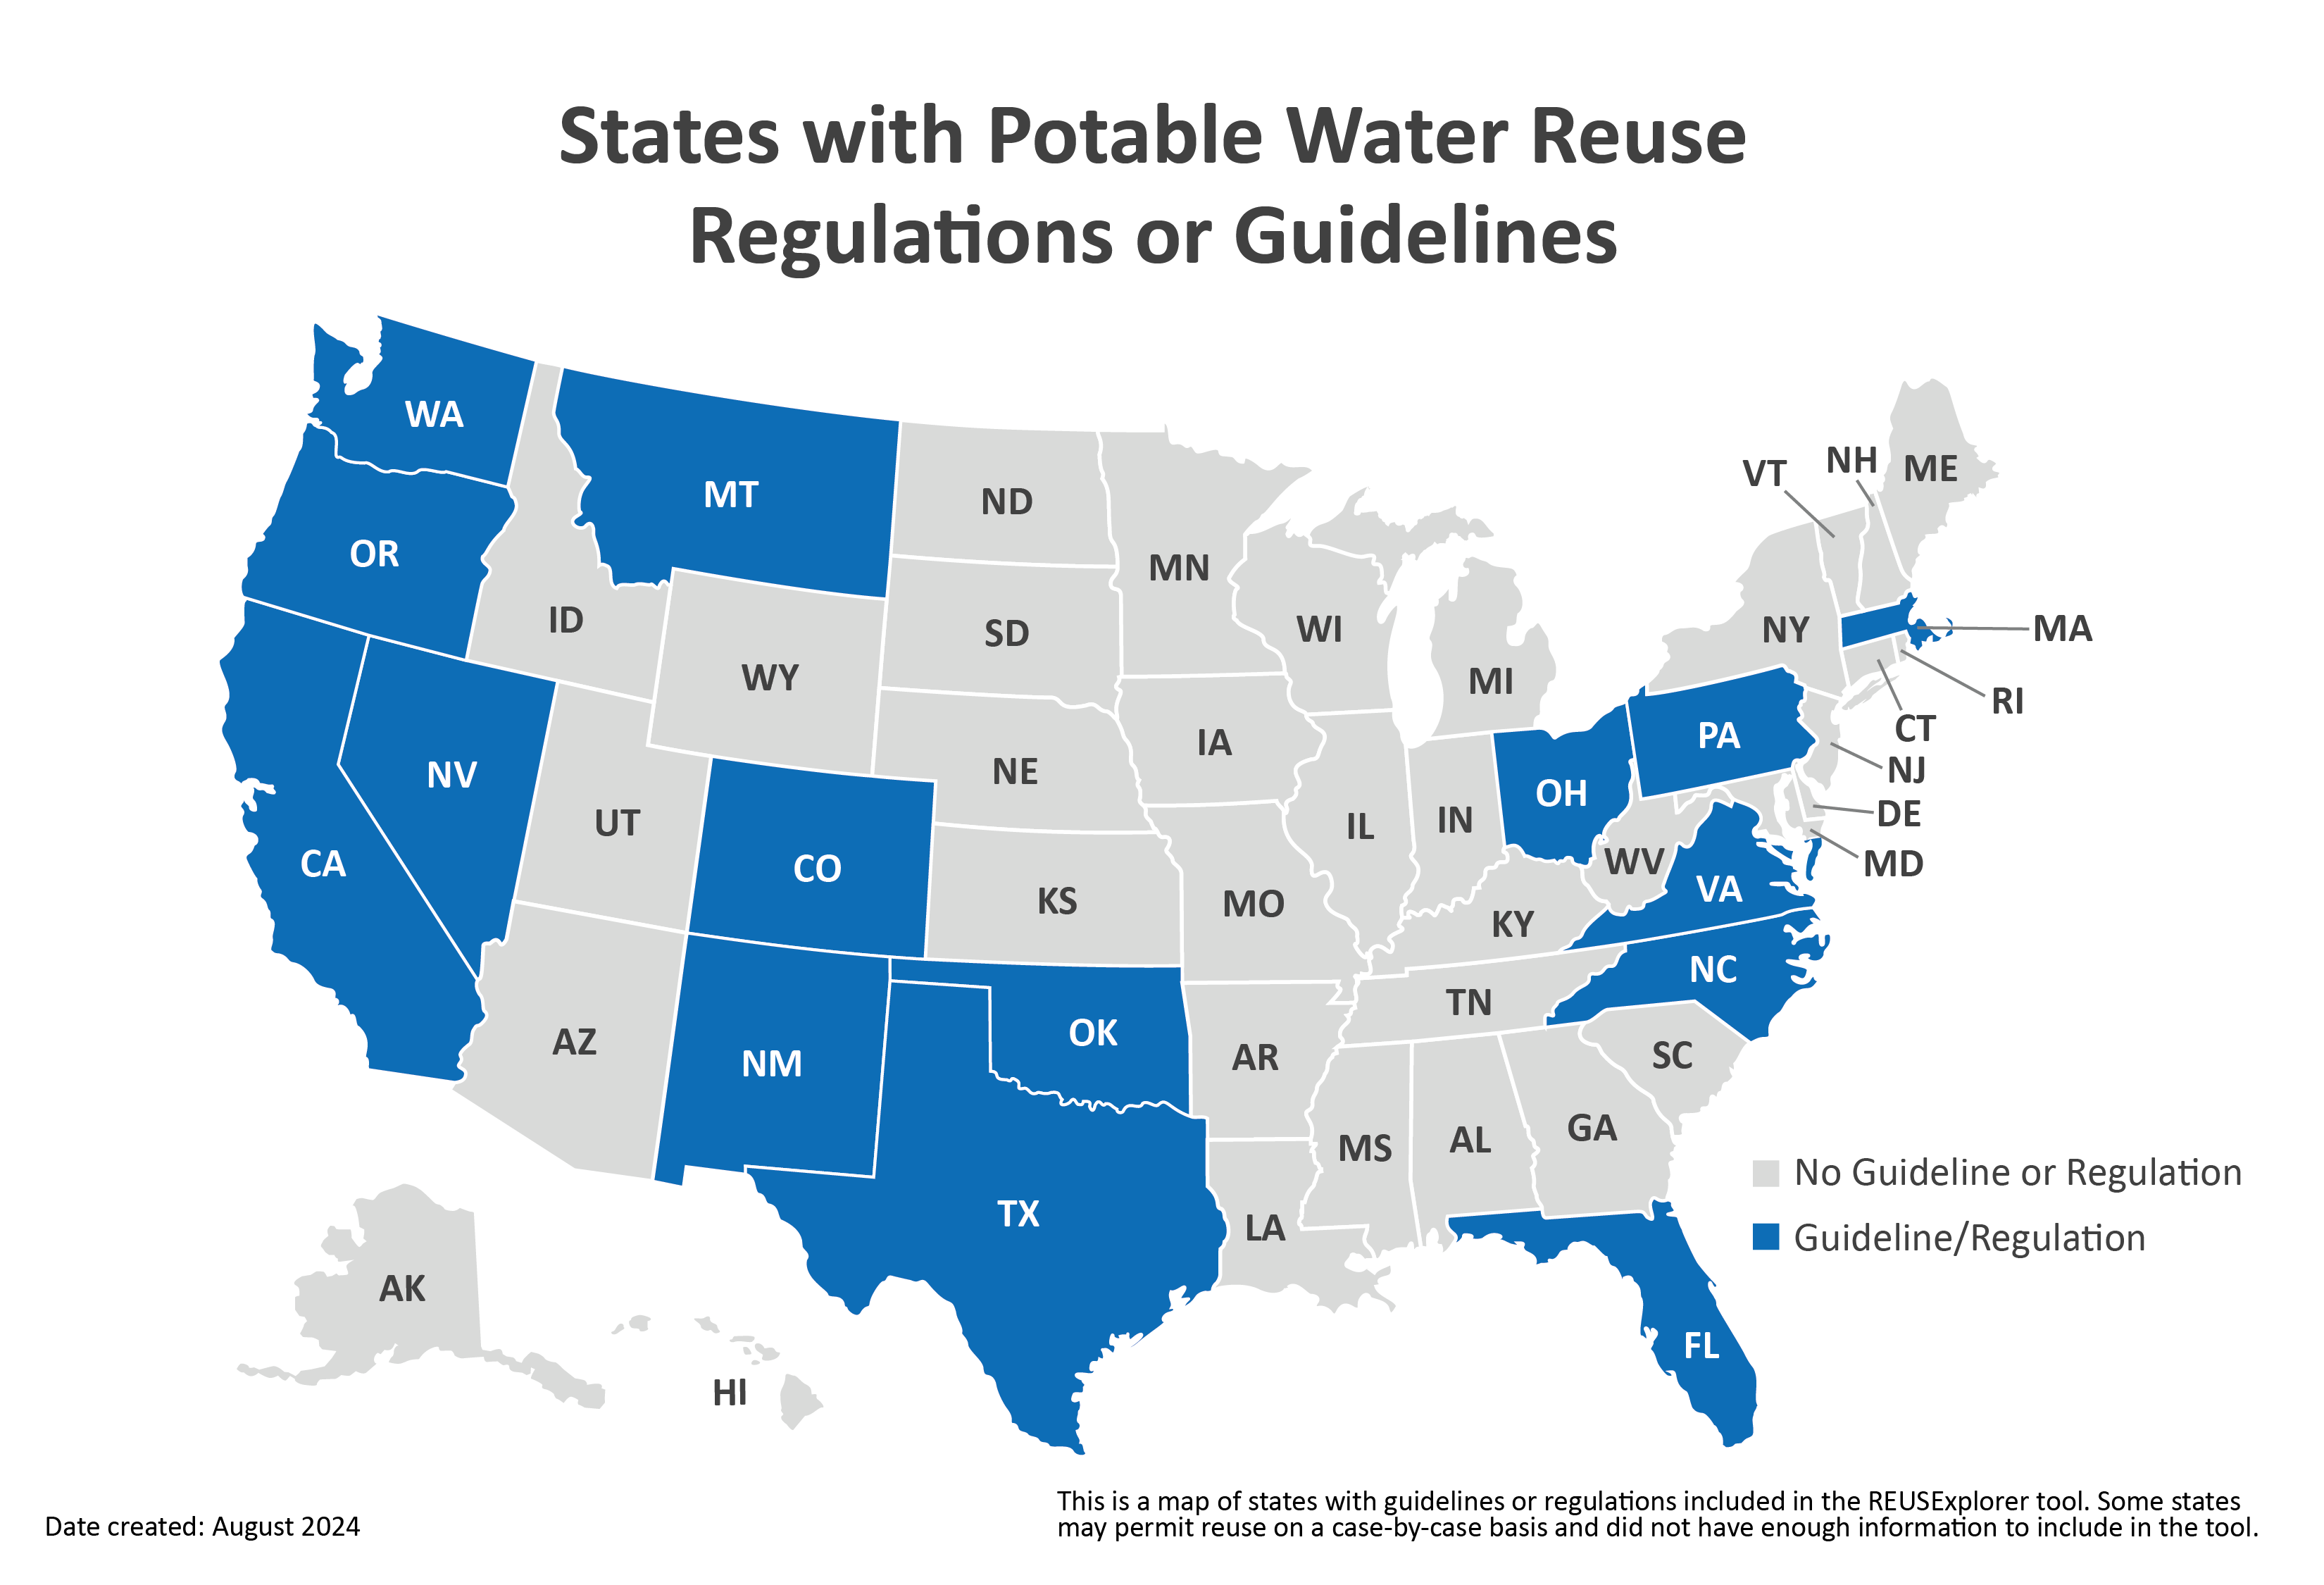 States with Potable Water Reuse
Regulations or Guidelines
WA
MT
ND
MN
VT
NH
ME
OR
ID
SD
WI
NY
MA
WY
MI
RI
CT
NV
NE
IA
PA
NJ
UT
OH
DE
CA
CO
KS
MO
IL
IN
WV
VA
MD
KY
NC
AZ
NM
OK
AR
TN
SC
MS
AL
GA
TX
LA
No Guideline or Regulation
Guideline/Regulation
AK
FL
HI
Date created: August 2024
This is a map of states with guidelines or regulations included in the REUSExplorer tool. Some states
may permit reuse on a case-by-case basis and did not have enough information to include in the tool.